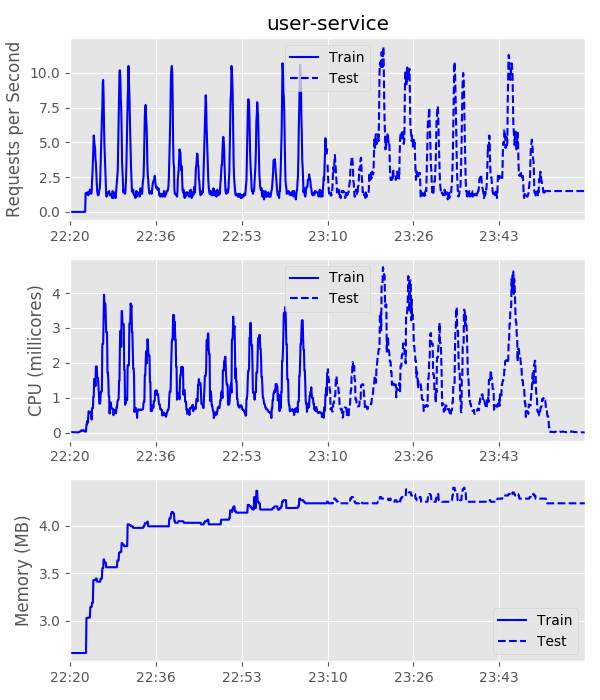 user-service
Requests per Second
10.0
7.5
5.0
2.5
0.0
Train
Test
22:20 22:36 22:53 23:10 23:26 23:43
CPU (millicores)
4
3
2
1
0
Train
Test
22:20 22:36 22:53 23:10 23:26 23:43
Memory (MB)
4.0
3.5
3.0
Train
Test
22:20 22:36 22:53 23:10 23:26 23:43